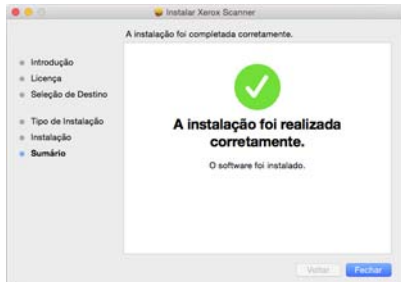 Instalar Xerox Scanner
A instalação foi completada corretamente.
Introdução
Licença
Seleção de Destino
Tipo de Instalação
Instalação
Sumário
A instalação foi realizada
corretamente.
O software foi instalado.
Voltar Fechar